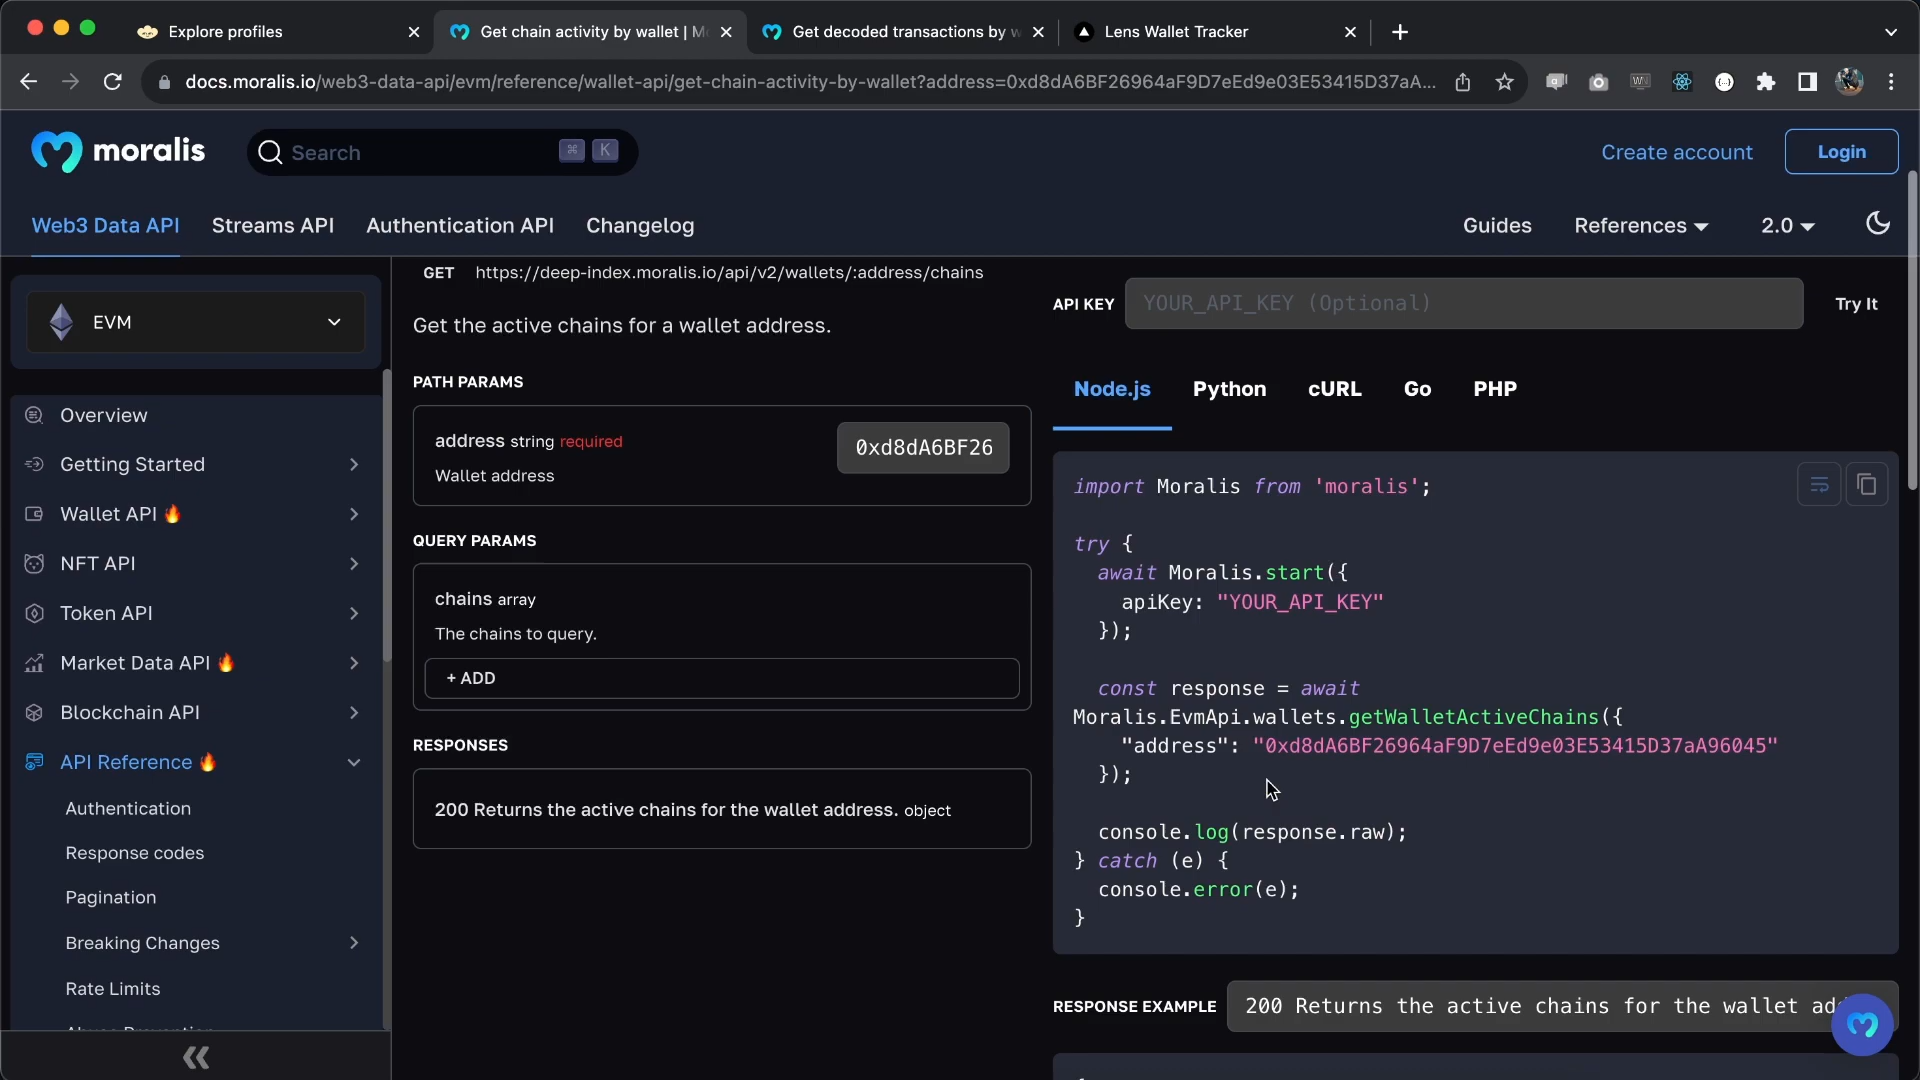 Explore profiles
Get chain activity by wallet | M
Get decoded transactions by w
Lens Wallet Tracker
docs.moralis.io/web3-data-api/evm/reference/wallet-api/get-chain-activity-by-wallet?address=0xd8dA6BF26964aF9D7eEd9e03E53415D37aA...
moralis
Search
⌘ K
Create account
Login
Web3 Data API
Streams API
Authentication API
Changelog
Guides
References
2.0
EVM
Overview
Getting Started
Wallet API 🔥
NFT API
Token API
Market Data API 🔥
Blockchain API
API Reference 🔥
Authentication
Response codes
Pagination
Breaking Changes
Rate Limits
GET https://deep-index.moralis.io/api/v2/wallets/:address/chains
Get the active chains for a wallet address.
PATH PARAMS
address string required
Wallet address
0xd8dA6BF26
QUERY PARAMS
chains array
The chains to query.
+ ADD
RESPONSES
200 Returns the active chains for the wallet address. object
API KEY
YOUR_API_KEY (Optional)
Try It
Node.js
Python
cURL
Go
PHP
import Moralis from 'moralis';
try {
await Moralis.start({
apiKey: "YOUR_API_KEY"
});
const response = await
Moralis.EvmApi.wallets.getWalletActiveChains({
"address": "0xd8dA6BF26964aF9D7eEd9e03E53415D37aA96045"
});
console.log(response.raw);
} catch (e) {
console.error(e);
}
RESPONSE EXAMPLE
200 Returns the active chains for the wallet